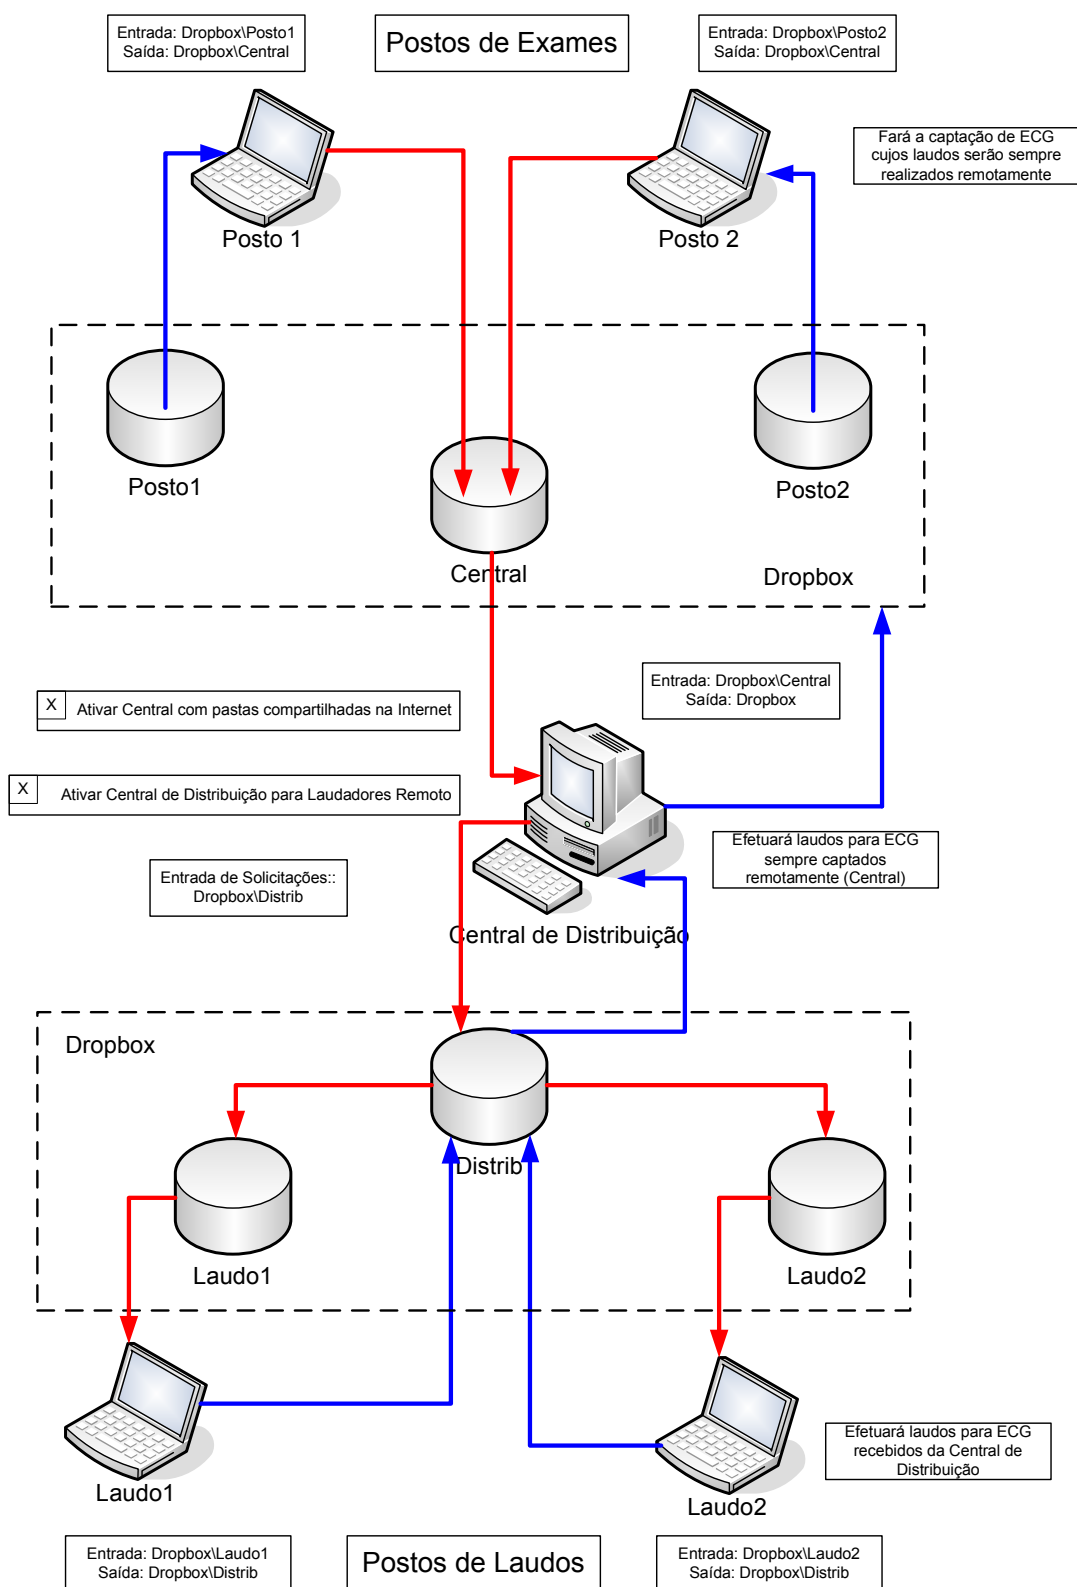 Entrada: Dropbox\Posto1
Saída: Dropbox\Central
Postos de Exames
Entrada: Dropbox\Posto2
Saída: Dropbox\Central
Fará a captação de ECG
cujos laudos serão sempre
realizados remotamente
Posto 1
Posto 2
Posto1
Posto2
Central
Dropbox
Entrada: Dropbox\Central
Saída: Dropbox
X Ativar Central com pastas compartilhadas na Internet
X Ativar Central de Distribuição para Laudadores Remoto
Efetuará laudos para ECG
sempre captados
remotamente (Central)
Entrada de Solicitações::
Dropbox\Distrib
Central de Distribuição
Dropbox
Distrib
Laudo1
Laudo2
Efetuará laudos para ECG
recebidos da Central de
Distribuição
Laudo1
Laudo2
Entrada: Dropbox\Laudo1
Saída: Dropbox\Distrib
Postos de Laudos
Entrada: Dropbox\Laudo2
Saída: Dropbox\Distrib